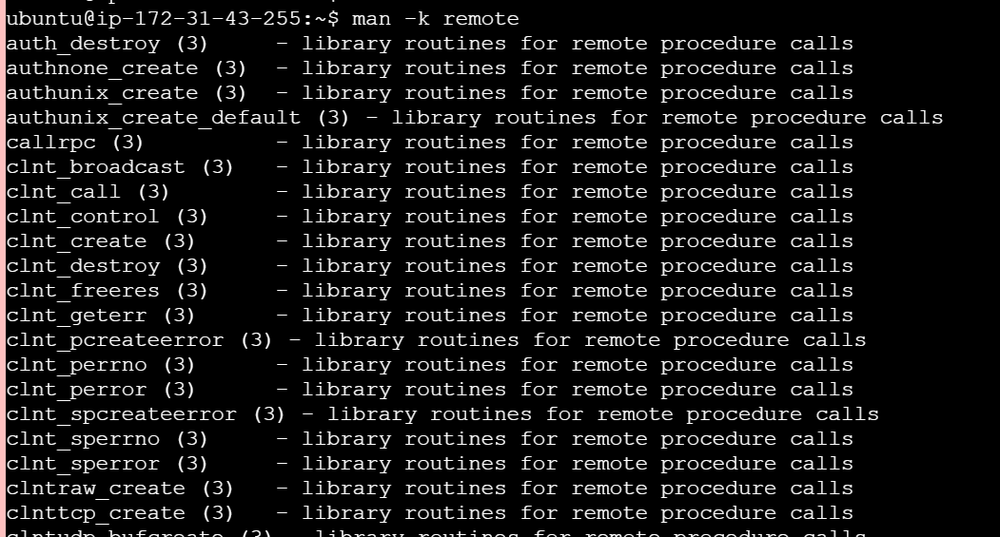 ubuntu@ip-172-31-43-255:~$ man -k remote
auth_destroy (3)     - library routines for remote procedure calls
authnone_create (3)  - library routines for remote procedure calls
authunix_create (3)  - library routines for remote procedure calls
authunix_create_default (3) - library routines for remote procedure calls
callrpc (3)          - library routines for remote procedure calls
clnt_broadcast (3)   - library routines for remote procedure calls
clnt_call (3)        - library routines for remote procedure calls
clnt_control (3)     - library routines for remote procedure calls
clnt_create (3)      - library routines for remote procedure calls
clnt_destroy (3)     - library routines for remote procedure calls
clnt_freeres (3)     - library routines for remote procedure calls
clnt_geterr (3)      - library routines for remote procedure calls
clnt_pcreateerror (3) - library routines for remote procedure calls
clnt_perrno (3)      - library routines for remote procedure calls
clnt_perror (3)      - library routines for remote procedure calls
clnt_spcreateerror (3) - library routines for remote procedure calls
clnt_sperrno (3)     - library routines for remote procedure calls
clnt_sperror (3)     - library routines for remote procedure calls
clntraw_create (3)   - library routines for remote procedure calls
clnttcp_create (3)   - library routines for remote procedure calls
clntudp_bufcreate (3) - library routines for remote procedure calls